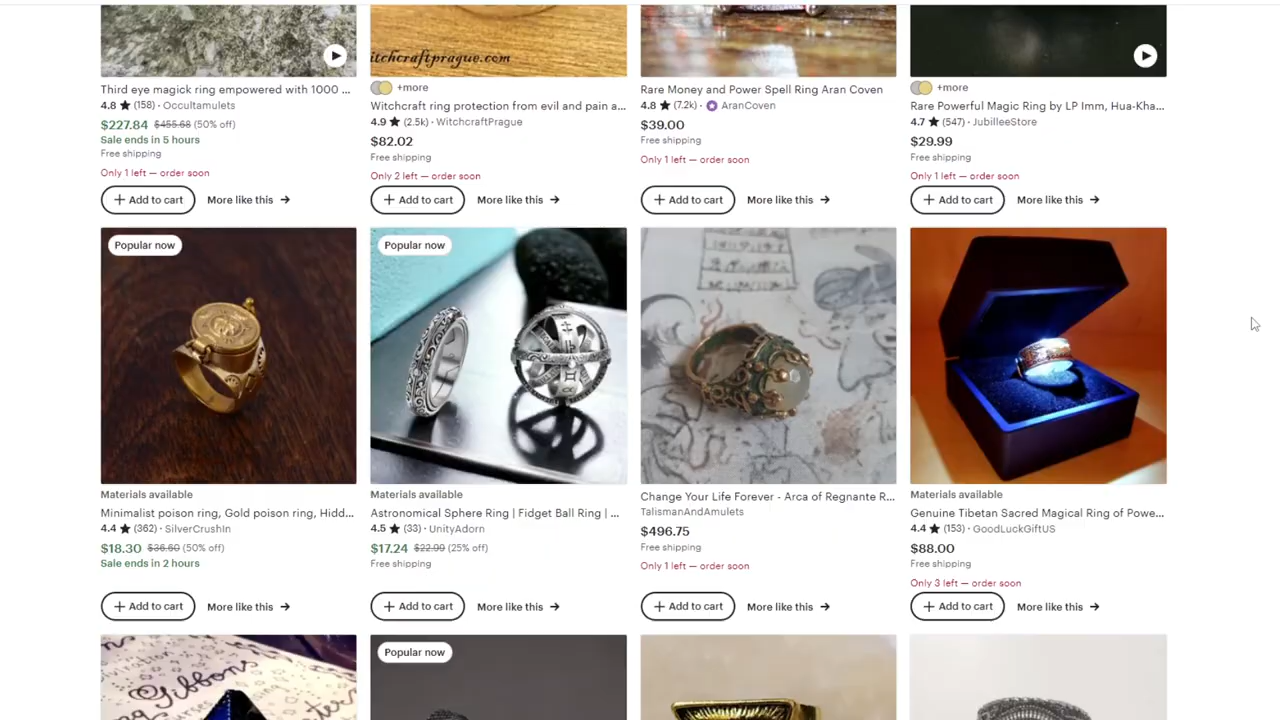 itchcraftprague.com
Third eye magick ring empowered with 1000 ...
4.8 ★ (158) · Occultamulets
$227.84 $455.68 (50% off)
Sale ends in 5 hours
Free shipping
Only 1 left — order soon
+ Add to cart More like this →
+more
Witchcraft ring protection from evil and pain a...
4.9 ★ (2.5k) · WitchcraftPrague
$82.02
Free shipping
Only 2 left — order soon
+ Add to cart More like this →
Rare Money and Power Spell Ring Aran Coven
4.8 ★ (7.2k) · AranCoven
$39.00
Free shipping
Only 1 left — order soon
+ Add to cart More like this →
+more
Rare Powerful Magic Ring by LP Imm, Hua-Kha...
4.7 ★ (547) · JubilleeStore
$29.99
Free shipping
Only 1 left — order soon
+ Add to cart More like this →
Popular now
Materials available
Minimalist poison ring, Gold poison ring, Hidd...
4.4 ★ (362) · SilverCrushIn
$18.30 $36.60 (50% off)
Sale ends in 2 hours
+ Add to cart More like this →
Popular now
Materials available
Astronomical Sphere Ring | Fidget Ball Ring | ...
4.5 ★ (33) · UnityAdorn
$17.24 $22.99 (25% off)
Free shipping
+ Add to cart More like this →
Change Your Life Forever - Arca of Regnante R...
TalismanAndAmulets
$496.75
Free shipping
Only 1 left — order soon
+ Add to cart More like this →
Materials available
Genuine Tibetan Sacred Magical Ring of Powe...
4.4 ★ (153) · GoodLuckGiftUS
$88.00
Free shipping
Only 3 left — order soon
+ Add to cart More like this →
Gibbons
Popular now